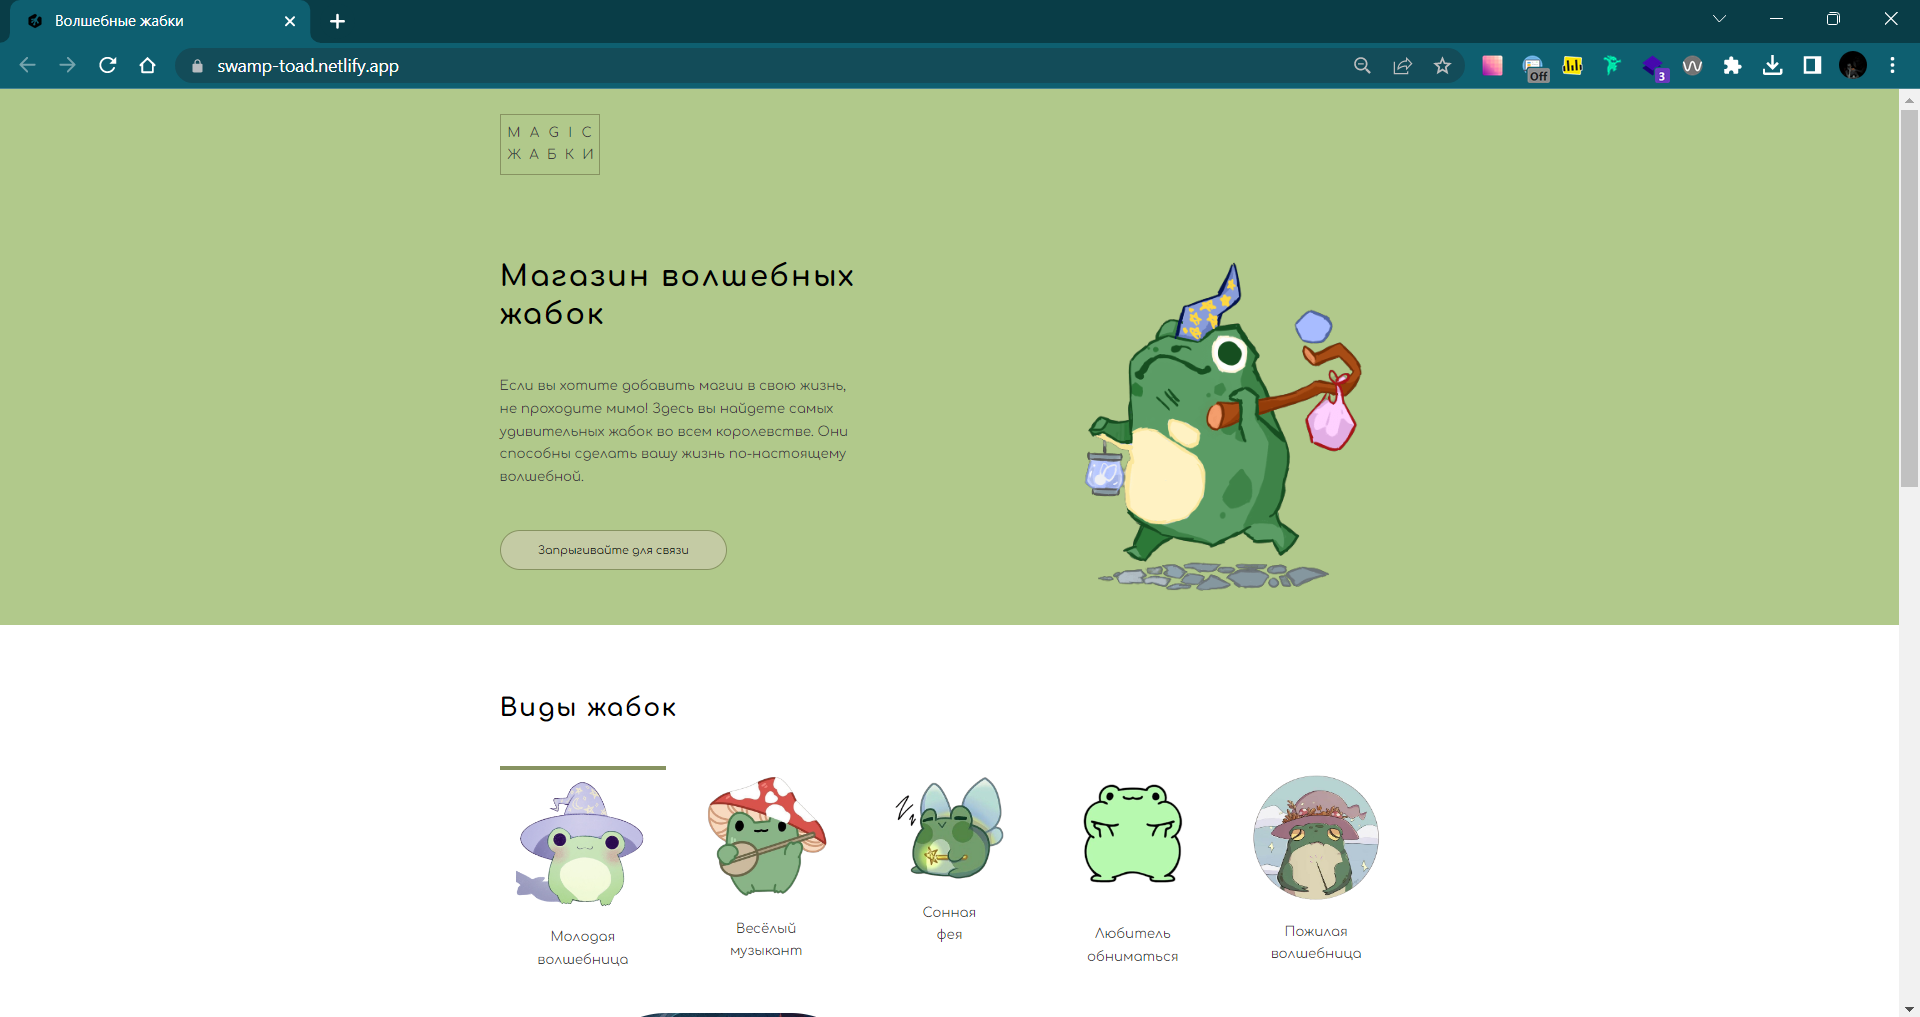 Волшебные жабки
swamp-toad.netlify.app
Off
3
MAGIC
ЖАБКИ
Магазин волшебных
жабок
Если вы хотите добавить магии в свою жизнь,
не проходите мимо! Здесь вы найдете самых
удивительных жабок во всем королевстве. Они
способны сделать вашу жизнь по-настоящему
волшебной.
Запрыгивайте для связи
Виды жабок
Молодая
волшебница
Весёлый
музыкант
Сонная
фея
Любитель
обниматься
Пожилая
волшебница